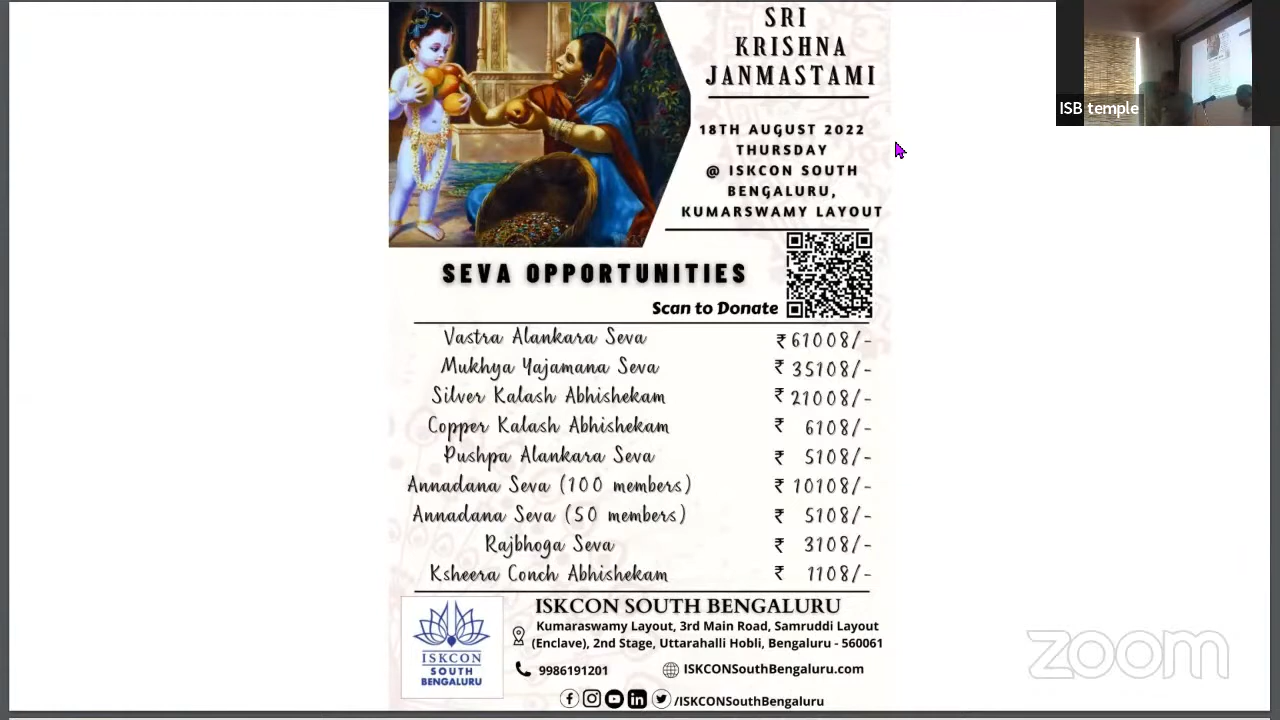 SRI
KRISHNA
JANMASTAMI
18TH AUGUST 2022
THURSDAY
@ ISKCON SOUTH
BENGALURU,
KUMARSWAMY LAYOUT
SEVA OPPORTUNITIES
Scan to Donate
Vastra Alankara Seva ₹ 61008/-
Mukhya Yajamana Seva ₹ 35108/-
Silver Kalash Abhishekam ₹ 21008/-
Copper Kalash Abhishekam ₹ 6108/-
Pushpa Alankara Seva ₹ 5108/-
Annadana Seva (100 members) ₹ 10108/-
Annadana Seva (50 members) ₹ 5108/-
Rajbhoga Seva ₹ 3108/-
Ksheera Conch Abhishekam ₹ 1108/-
ISKCON SOUTH BENGALURU
Kumaraswamy Layout, 3rd Main Road, Samruddi Layout
(Enclave), 2nd Stage, Uttarahalli Hobli, Bengaluru - 560061
9986191201 ISKCONSouthBengaluru.com
/ISKCONSouthBengaluru
ISKCON
SOUTH
BENGALURU
ISB temple
zoom